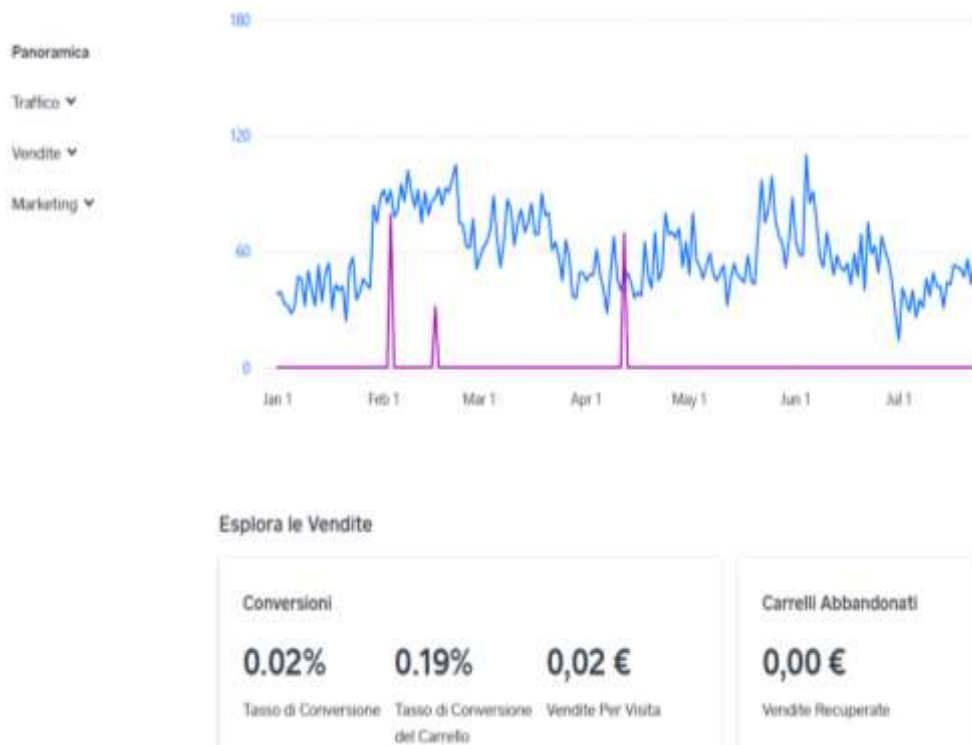 180
Panoramica
Traffico
120
Vendite
Marketing
60
0
Jan 1 Feb 1 Mar 1 Apr 1 May 1 Jun 1 Jul 1
Esplora le Vendite
Conversioni
0.02% 0.19% 0,02 €
Tasso di Conversione Tasso di Conversione Vendite Per Visita
del Carrello
Carrelli Abbandonati
0,00 €
Vendite Recuperate